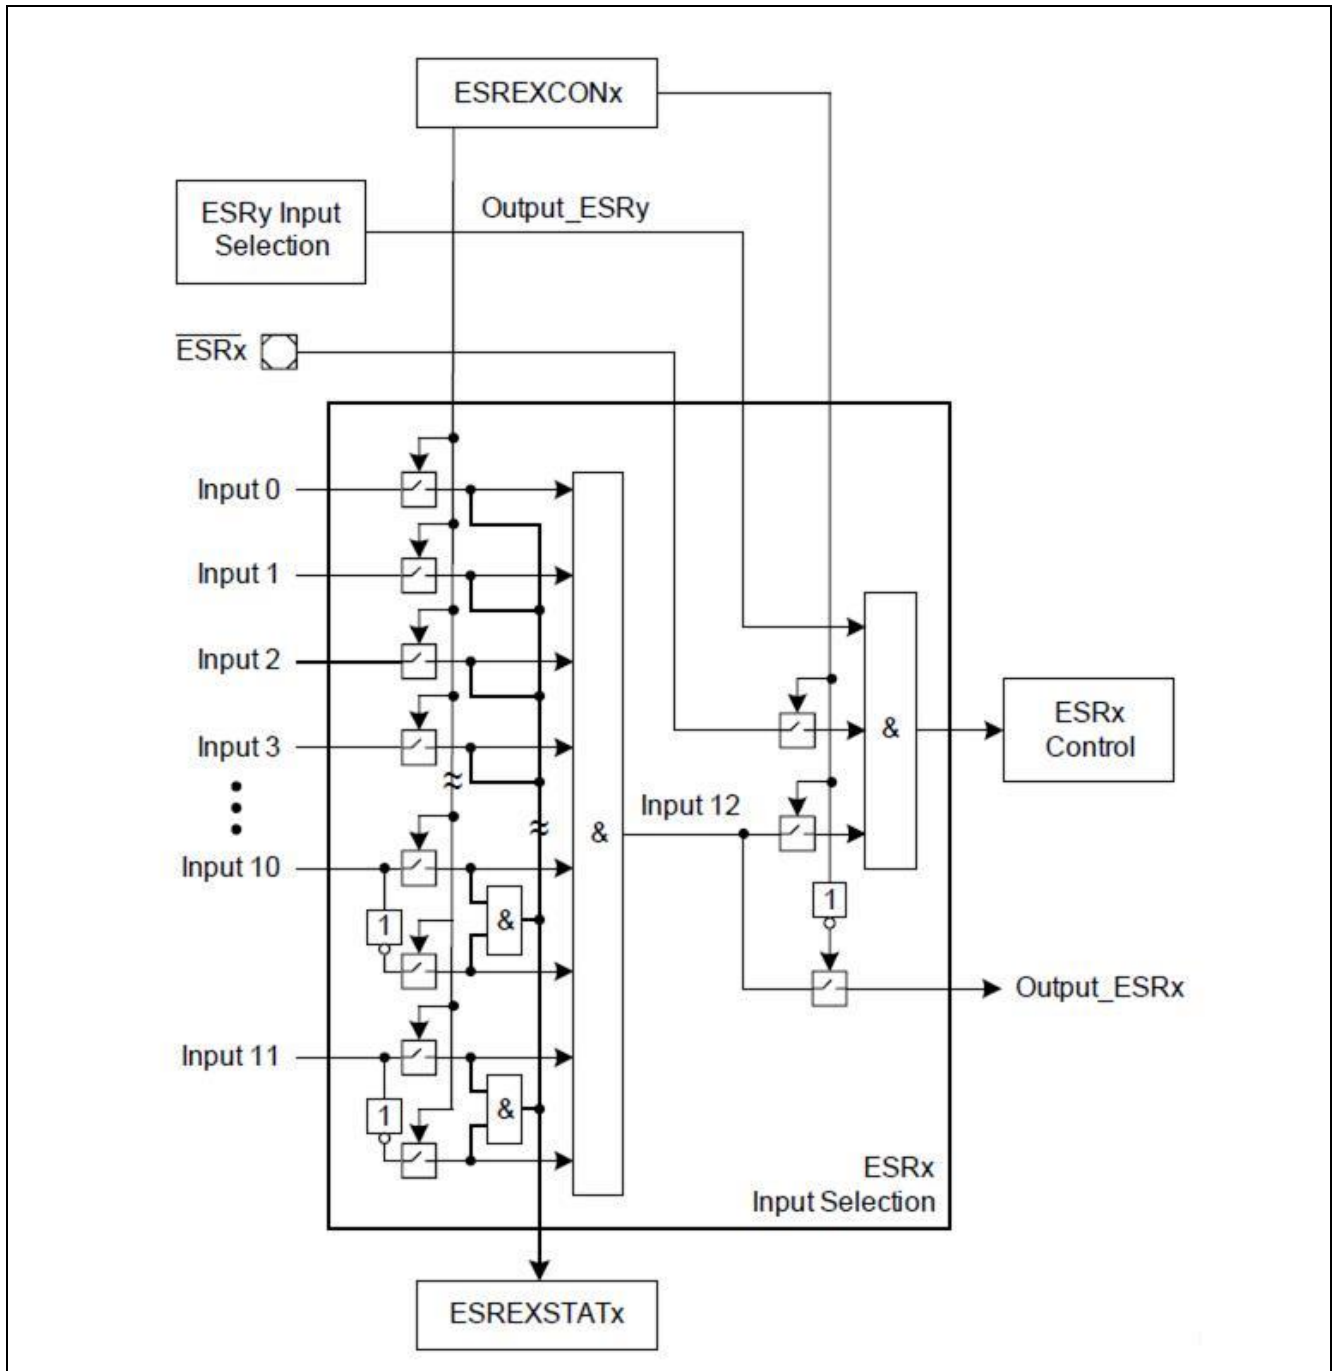 ESREXCONx
ESRy Input
Selection
Output_ESRy
ESRx
Input 0
Input 1
Input 2
Input 3
Input 10
1
&
Input 11
1
&
&
Input 12
&
1
ESRx
Control
Output_ESRx
ESRx
Input Selection
ESREXSTATx